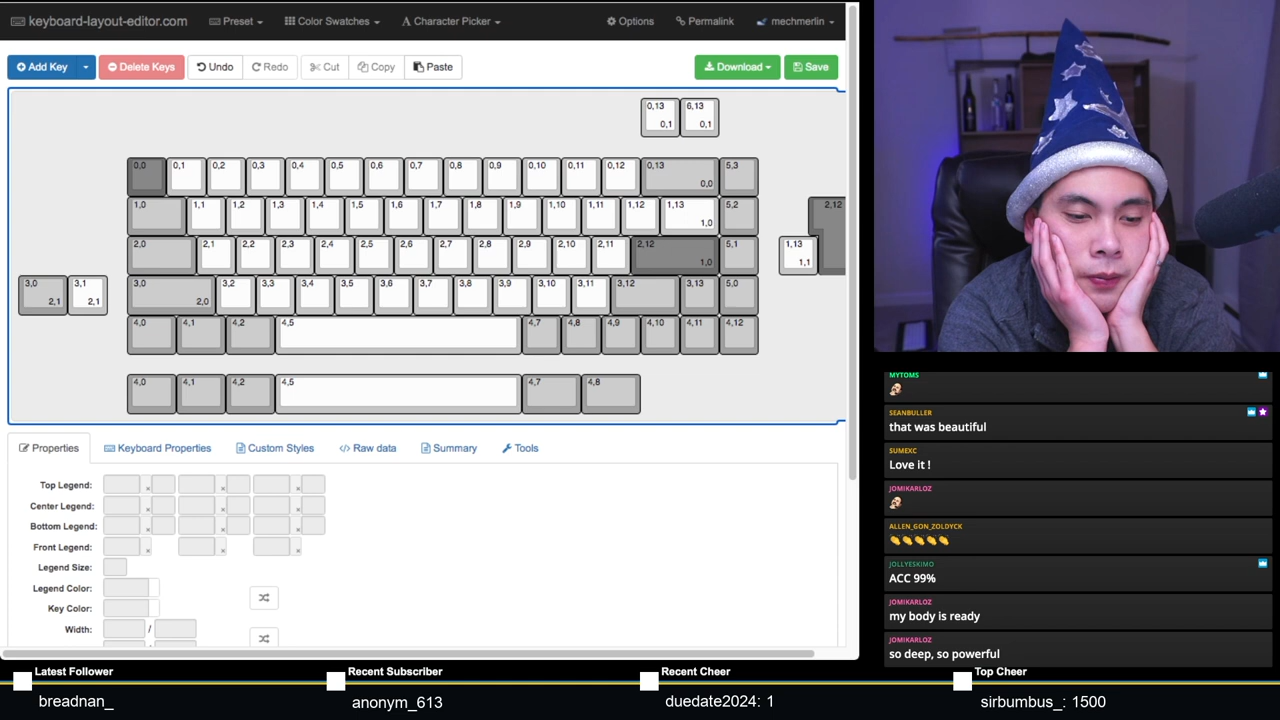 keyboard-layout-editor.com Preset Color Swatches Character Picker Options Permalink mechmerlin
Add Key Delete Keys Undo Redo Cut Copy Paste Download Save
0,13 6,13
0,1 0,1
0,0 0,1 0,2 0,3 0,4 0,5 0,6 0,7 0,8 0,9 0,10 0,11 0,12 0,13 5,3
0,0
1,0 1,1 1,2 1,3 1,4 1,5 1,6 1,7 1,8 1,9 1,10 1,11 1,12 1,13 5,2 2,12
1,0
2,0 2,1 2,2 2,3 2,4 2,5 2,6 2,7 2,8 2,9 2,10 2,11 2,12 5,1 1,13
1,0 1,1
3,0 3,1 3,0 3,2 3,3 3,4 3,5 3,6 3,7 3,8 3,9 3,10 3,11 3,12 3,13 5,0
2,1 2,1 2,0
4,0 4,1 4,2 4,5 4,7 4,8 4,9 4,10 4,11 4,12
4,0 4,1 4,2 4,5 4,7 4,8
Properties Keyboard Properties Custom Styles Raw data Summary Tools
Top Legend:
Center Legend:
Bottom Legend:
Front Legend:
Legend Size:
Legend Color:
Key Color:
Width: /
MYTOMS
SEANBULLER
that was beautiful
SUMEXC
Love it !
JOMIKARLOZ
ALLEN_GON_ZOLDYCK
👏👏👏👏👏
JOLLYESKIMO
ACC 99%
JOMIKARLOZ
my body is ready
JOMIKARLOZ
so deep, so powerful
Latest Follower Recent Subscriber Recent Cheer Top Cheer
breadnan_ anonym_613 duedate2024: 1 sirbumbus_: 1500